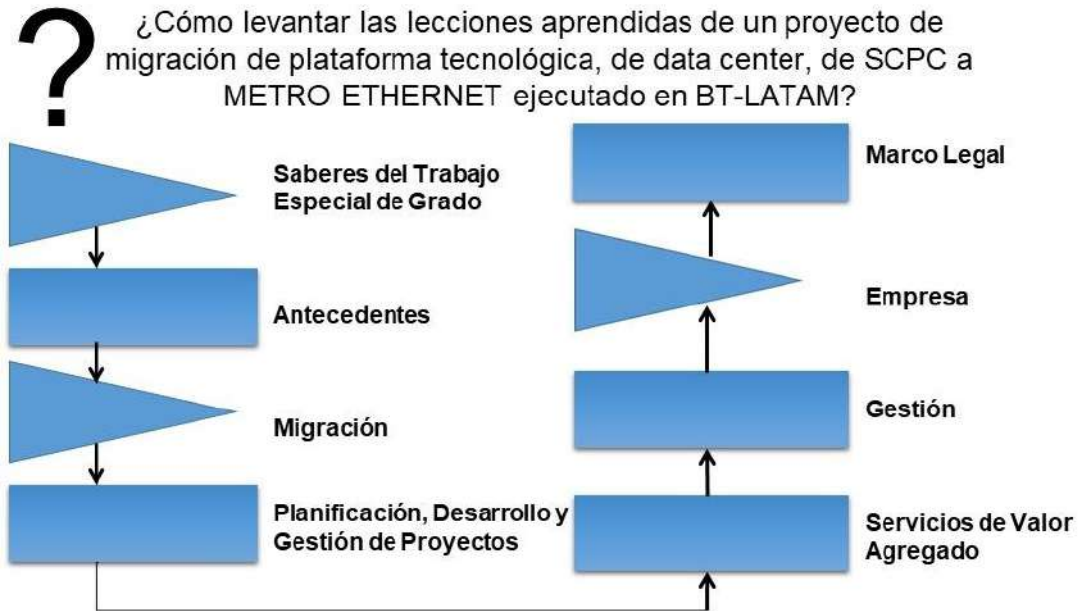 ?
¿Cómo levantar las lecciones aprendidas de un proyecto de
migración de plataforma tecnológica, de data center, de SCPC a
METRO ETHERNET ejecutado en BT-LATAM?
Saberes del Trabajo
Especial de Grado
Antecedentes
Migración
Planificación, Desarrollo y
Gestión de Proyectos
Servicios de Valor
Agregado
Gestión
Empresa
Marco Legal